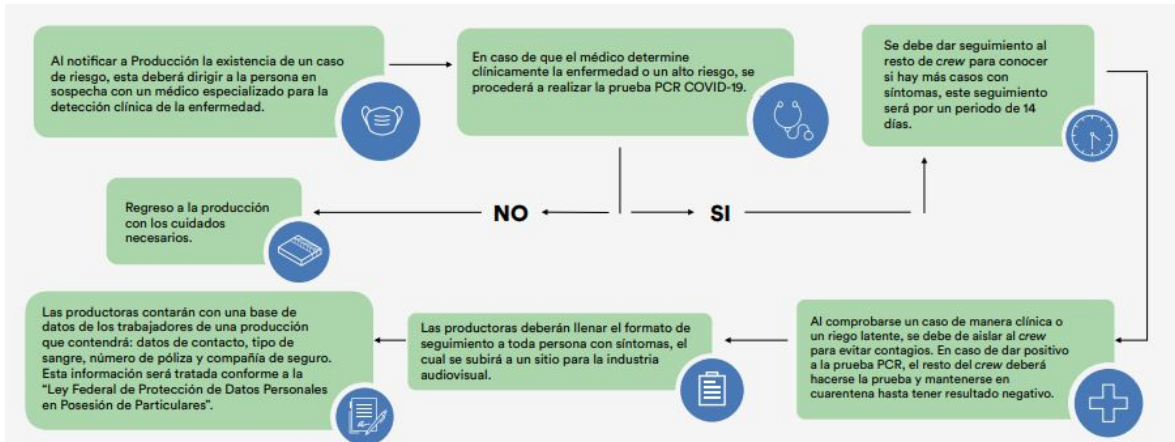 Al notificar a Producción la existencia de un caso
de riesgo, esta deberá dirigir a la persona en
sospecha con un médico especializado para la
detección clínica de la enfermedad.
En caso de que el médico determine
clínicamente la enfermedad o un alto riesgo, se
procederá a realizar la prueba PCR COVID-19.
Se debe dar seguimiento al
resto de crew para conocer
si hay más casos con
síntomas, este seguimiento
será por un periodo de 14
días.
NO
SI
Regreso a la producción
con los cuidados
necesarios.
Al comprobarse un caso de manera clínica o
un riego latente, se debe de aislar al crew
para evitar contagios. En caso de dar positivo
a la prueba PCR, el resto del crew deberá
hacerse la prueba y mantenerse en
cuarentena hasta tener resultado negativo.
Las productoras deberán llenar el formato de
seguimiento a toda persona con síntomas, el
cual se subirá a un sitio para la industria
audiovisual.
Las productoras contarán con una base de
datos de los trabajadores de una producción
que contendrá: datos de contacto, tipo de
sangre, número de póliza y compañía de seguro.
Esta información será tratada conforme a la
“Ley Federal de Protección de Datos Personales
en Posesión de Particulares”.